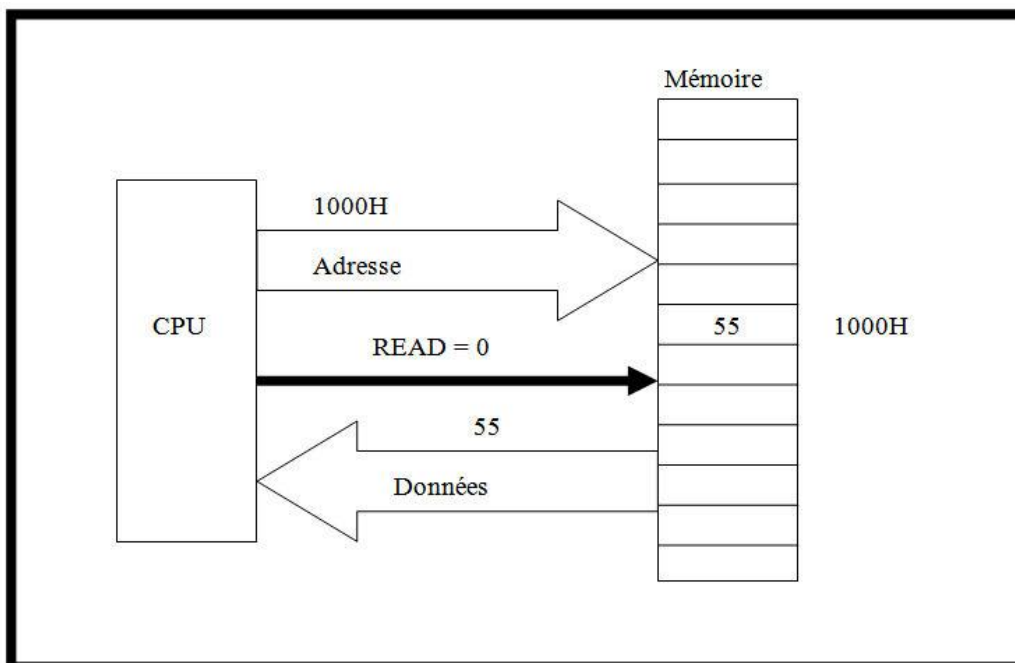 Mémoire
1000H
Adresse
CPU
55
1000H
READ = 0
55
Données